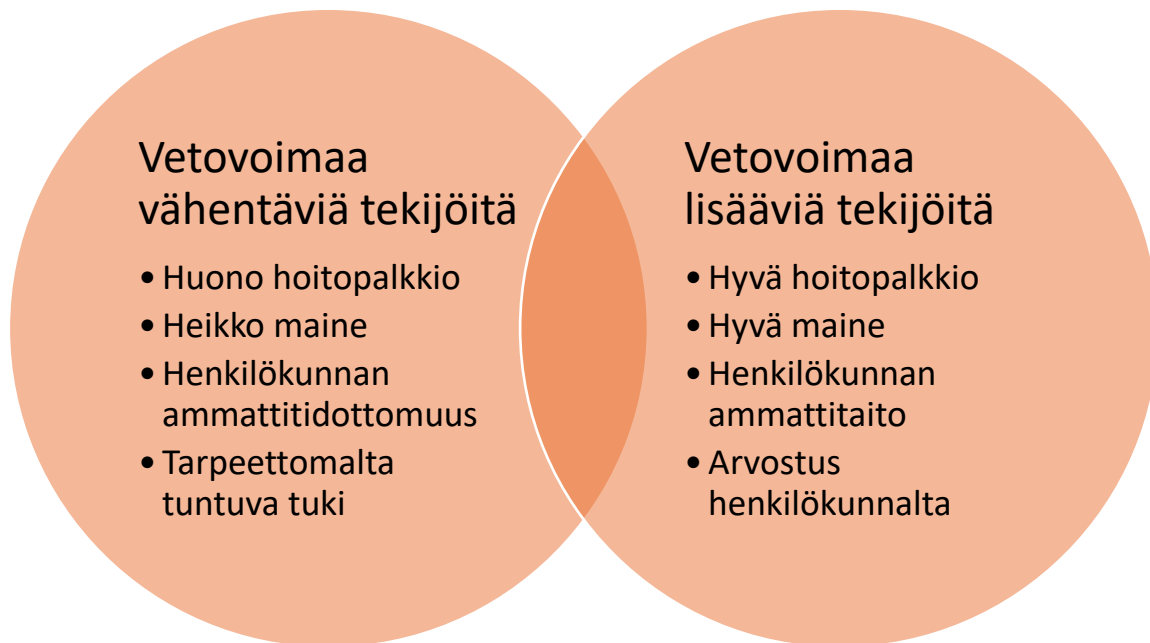 Vetovoimaa
vähentäviä tekijöitä
• Huono hoitopalkkio
• Heikko maine
• Henkilökunnan
ammattitidottomuus
• Tarpeettomalta
tuntuva tuki
Vetovoimaa
lisääviä tekijöitä
• Hyvä hoitopalkkio
• Hyvä maine
• Henkilökunnan
ammattitaito
• Arvostus
henkilökunnalta